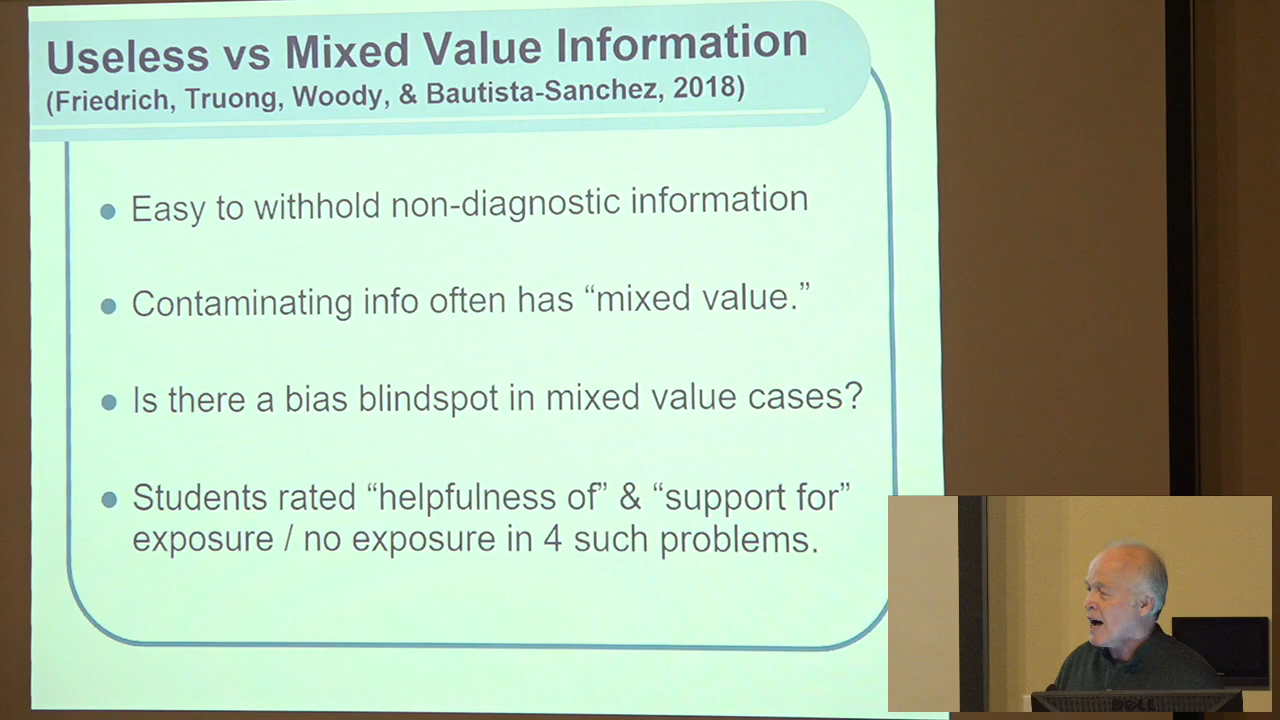 Useless vs Mixed Value Information
(Friedrich, Truong, Woody, & Bautista-Sanchez, 2018)
Easy to withhold non-diagnostic information
Contaminating info often has “mixed value.”
Is there a bias blindspot in mixed value cases?
Students rated “helpfulness of” & “support for”
exposure / no exposure in 4 such problems.
DELL